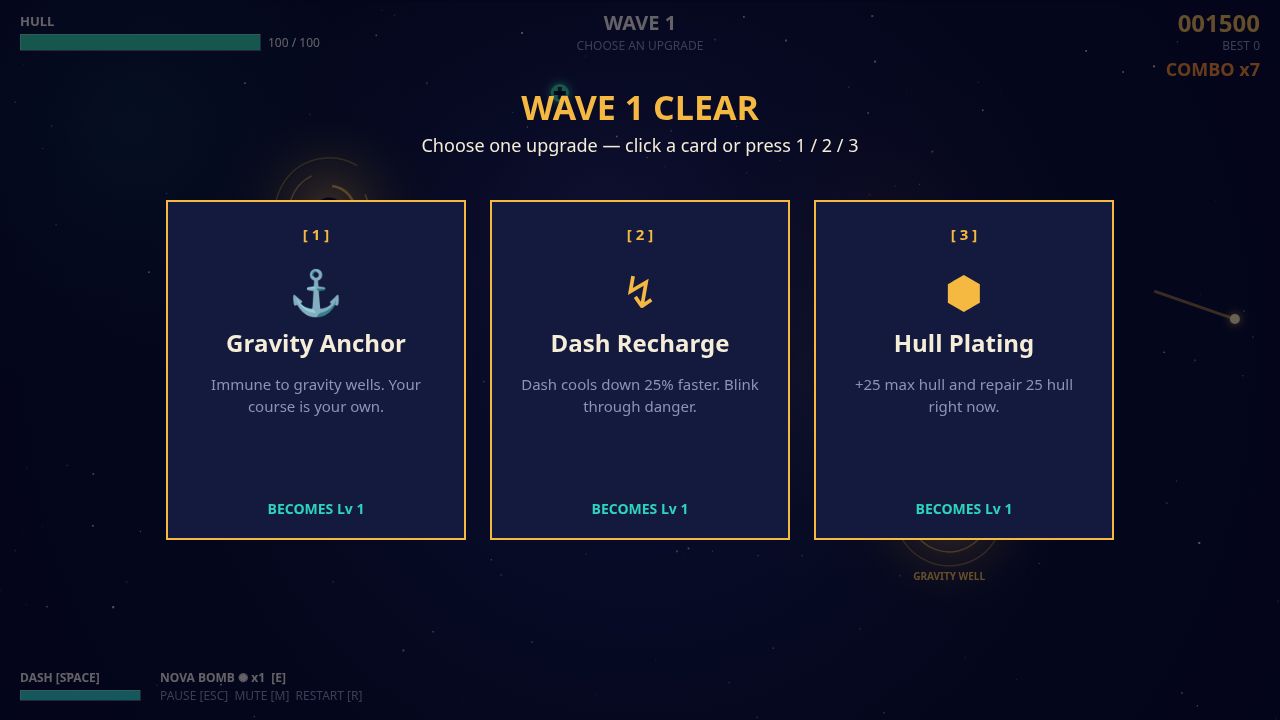 HULL
100 / 100
WAVE 1
CHOOSE AN UPGRADE
001500
BEST 0
COMBO x7
WAVE 1 CLEAR
Choose one upgrade — click a card or press 1 / 2 / 3
[ 1 ]
Gravity Anchor
Immune to gravity wells. Your
course is your own.
BECOMES Lv 1
[ 2 ]
Dash Recharge
Dash cools down 25% faster. Blink
through danger.
BECOMES Lv 1
[ 3 ]
Hull Plating
+25 max hull and repair 25 hull
right now.
BECOMES Lv 1
GRAVITY WELL
DASH [SPACE]
NOVA BOMB ✺ x1 [E]
PAUSE [ESC] MUTE [M] RESTART [R]